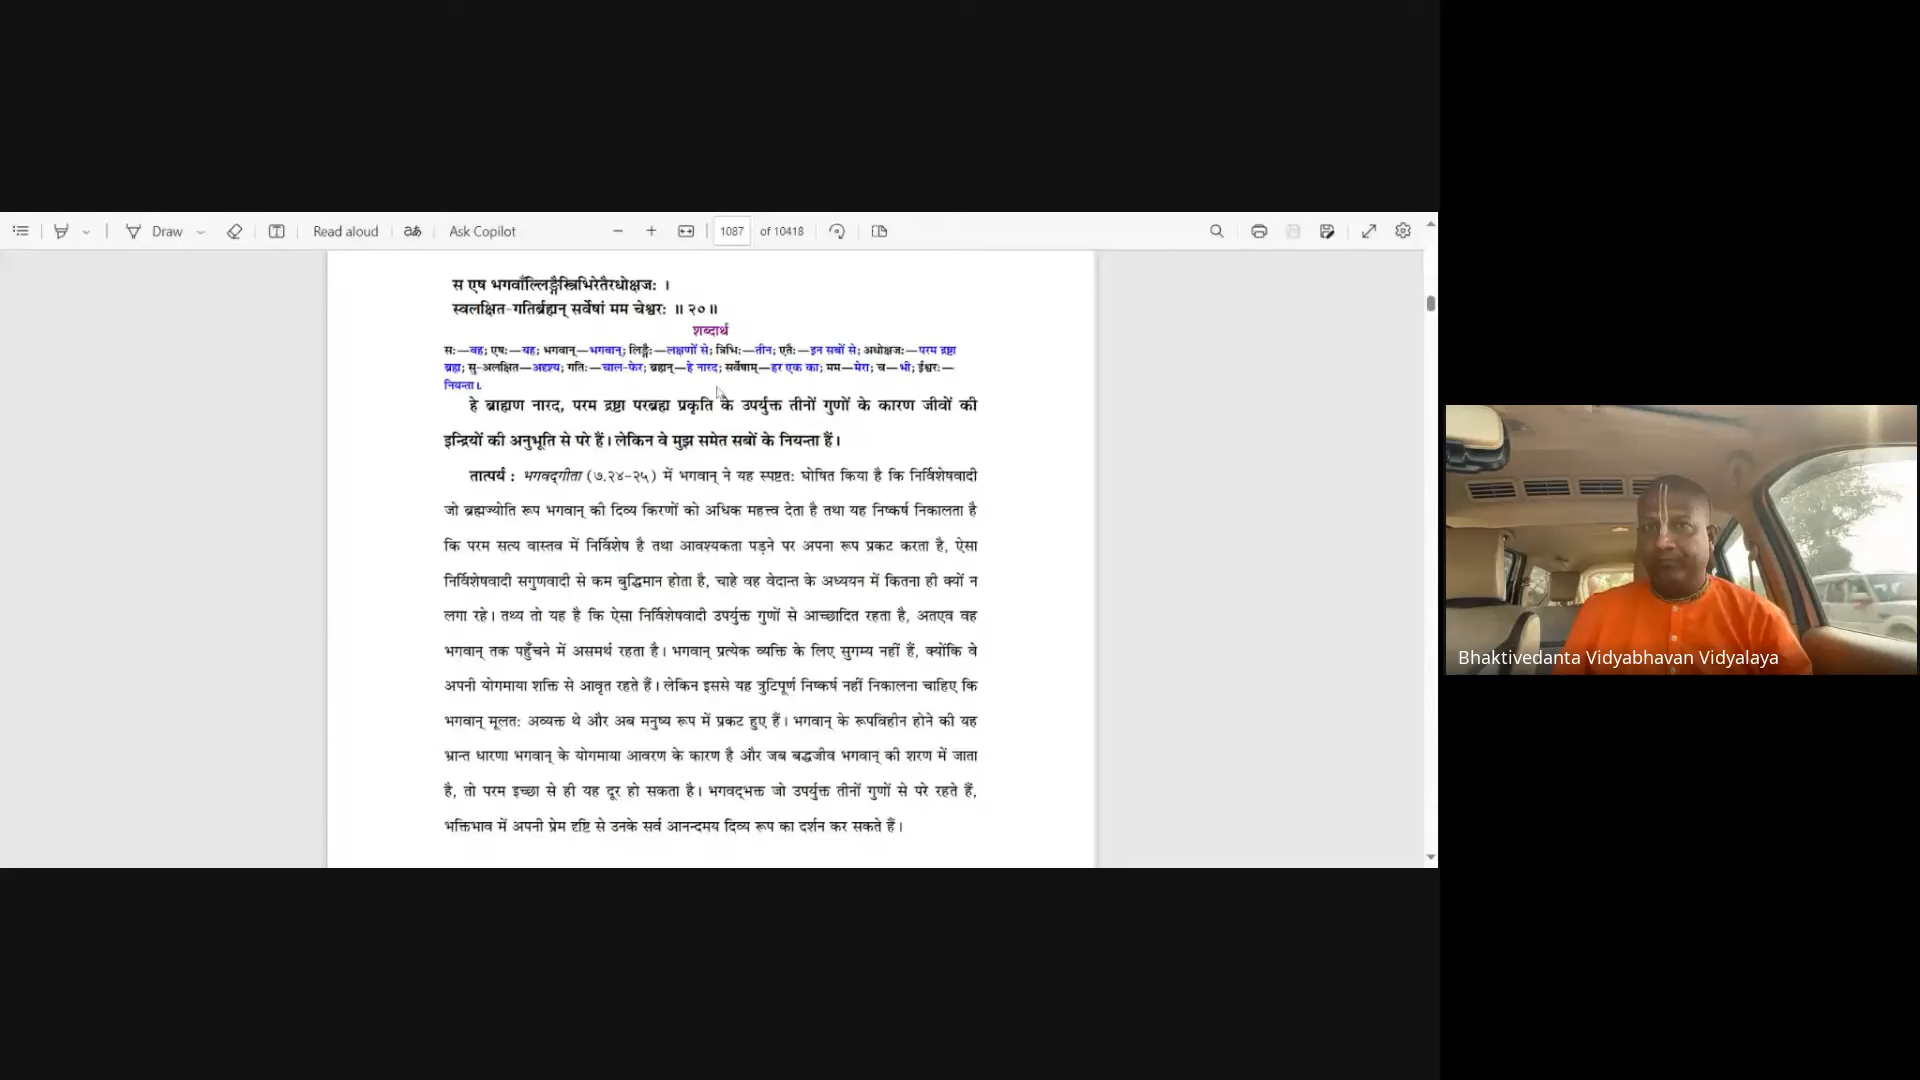 Draw
Read aloud
aあ
Ask Copilot
1087 of 10418
स एष भगवाँल्लिङ्गैस्त्रिभिरेतैरधोक्षजः ।
स्वलक्षित-गतिर्ब्रह्मन् सर्वेषां मम चेश्वरः ॥ २०॥
शब्दार्थ
सः—वह; एषः—यह; भगवान्—भगवान्; लिङ्गैः—लक्षणों से; त्रिभिः—तीन; एतैः—इन सबों से; अधोक्षजः—परम द्रष्टा
ब्रह्म; सु-अलक्षित—अदृश्य; गतिः—चाल-फेर; ब्रह्मन्—हे नारद; सर्वेषाम्—हर एक का; मम—मेरा; च—भी; ईश्वरः—
नियन्ता।.
हे ब्राह्मण नारद, परम द्रष्टा परब्रह्म प्रकृति के उपर्युक्त तीनों गुणों के कारण जीवों की
इन्द्रियों की अनुभूति से परे हैं। लेकिन वे मुझ समेत सबों के नियन्ता हैं।
तात्पर्य : भगवद्‌गीता (७.२४-२५) में भगवान् ने यह स्पष्टतः घोषित किया है कि निर्विशेषवादी
जो ब्रह्मज्योति रूप भगवान् की दिव्य किरणों को अधिक महत्त्व देता है तथा यह निष्कर्ष निकालता है
कि परम सत्य वास्तव में निर्विशेष है तथा आवश्यकता पड़ने पर अपना रूप प्रकट करता है, ऐसा
निर्विशेषवादी सगुणवादी से कम बुद्धिमान होता है, चाहे वह वेदान्त के अध्ययन में कितना ही क्यों न
लगा रहे। तथ्य तो यह है कि ऐसा निर्विशेषवादी उपर्युक्त गुणों से आच्छादित रहता है, अतएव वह
भगवान् तक पहुँचने में असमर्थ रहता है। भगवान् प्रत्येक व्यक्ति के लिए सुगम्य नहीं हैं, क्योंकि वे
अपनी योगमाया शक्ति से आवृत रहते हैं। लेकिन इससे यह त्रुटिपूर्ण निष्कर्ष नहीं निकालना चाहिए कि
भगवान् मूलतः अव्यक्त थे और अब मनुष्य रूप में प्रकट हुए हैं। भगवान् के रूपविहीन होने की यह
भ्रान्त धारणा भगवान् के योगमाया आवरण के कारण है और जब बद्धजीव भगवान् की शरण में जाता
है, तो परम इच्छा से ही यह दूर हो सकता है। भगवद्‌भक्त जो उपर्युक्त तीनों गुणों से परे रहते हैं,
भक्तिभाव में अपनी प्रेम दृष्टि से उनके सर्व आनन्दमय दिव्य रूप का दर्शन कर सकते हैं।
Bhaktivedanta Vidyabhavan Vidyalaya